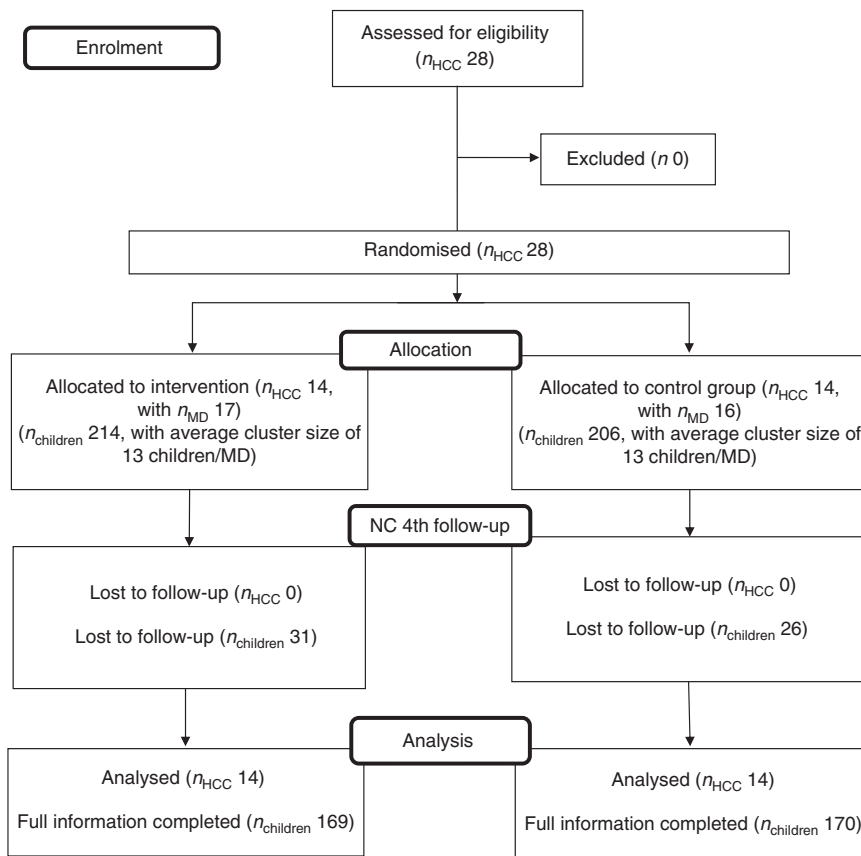 Enrolment
Assessed for eligibility
(nHCC 28)
Excluded (n 0)
Randomised (nHCC 28)
Allocation
Allocated to intervention (nHCC 14,
with nMD 17)
(nchildren 214, with average cluster size of
13 children/MD)
Allocated to control group (nHCC 14,
with nMD 16)
(nchildren 206, with average cluster size of
13 children/MD)
NC 4th follow-up
Lost to follow-up (nHCC 0)
Lost to follow-up (nchildren 31)
Lost to follow-up (nHCC 0)
Lost to follow-up (nchildren 26)
Analysis
Analysed (nHCC 14)
Full information completed (nchildren 169)
Analysed (nHCC 14)
Full information completed (nchildren 170)